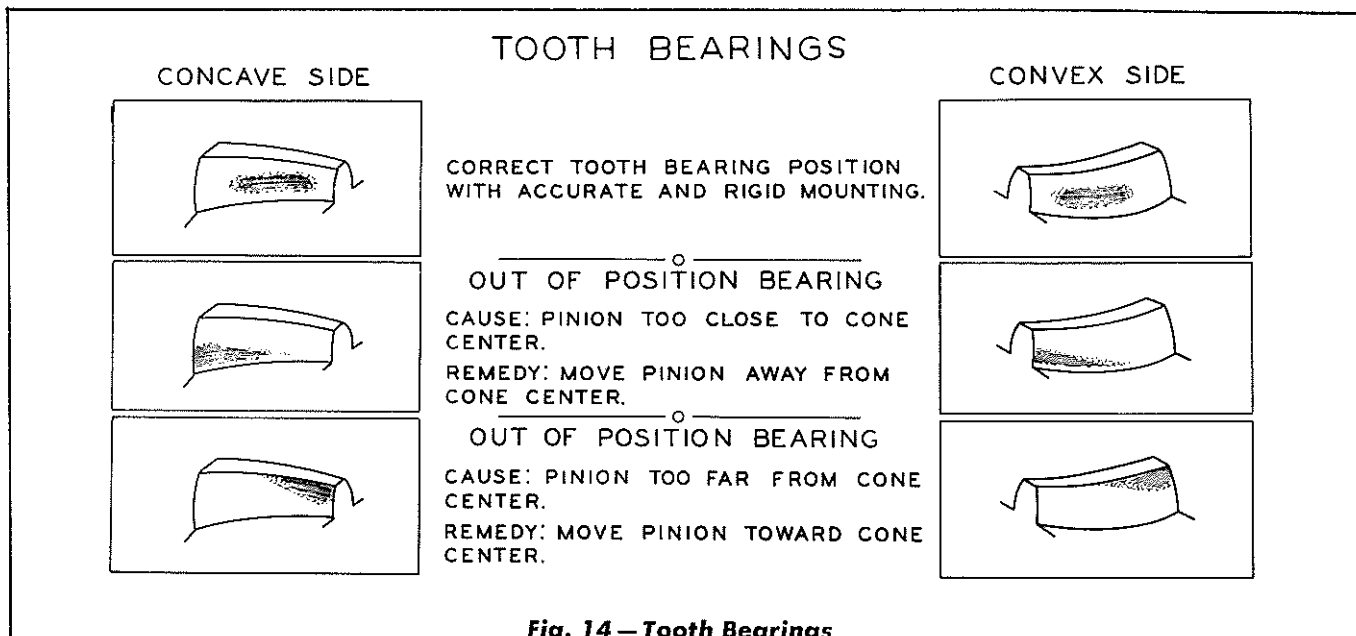 TOOTH BEARINGS
CONCAVE SIDE
CONVEX SIDE
CORRECT TOOTH BEARING POSITION
WITH ACCURATE AND RIGID MOUNTING.
OUT OF POSITION BEARING
CAUSE: PINION TOO CLOSE TO CONE
CENTER.
REMEDY: MOVE PINION AWAY FROM
CONE CENTER.
OUT OF POSITION BEARING
CAUSE: PINION TOO FAR FROM CONE
CENTER.
REMEDY: MOVE PINION TOWARD CONE
CENTER.
Fig. 14—Tooth Bearings